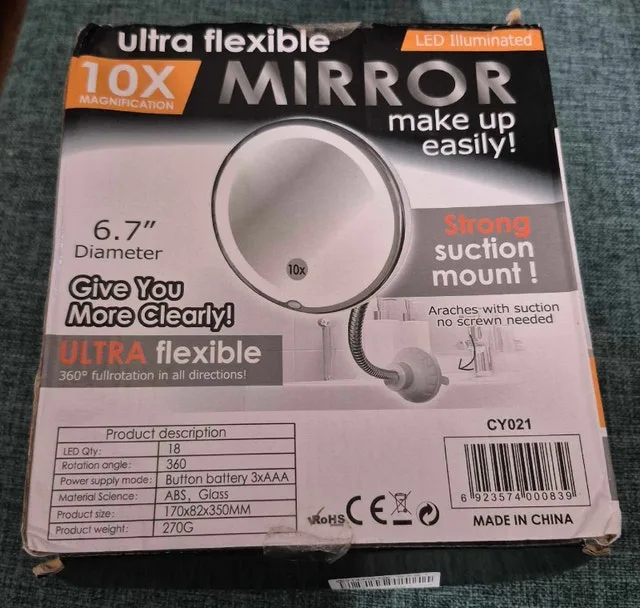 ultra flexible
LED Illuminated
10X
MAGNIFICATION
MIRROR
make up
easily!
6.7"
Diameter
10x
Strong
suction
mount !
Give You
More Clearly!
Araches with suction
no screwn needed
ULTRA flexible
360° fullrotation in all directions!
Product description
LED Qty: 18
Rotation angle: 360
Power supply mode: Button battery 3xAAA
Material Science: ABS, Glass
Product size: 170x82x350MM
Product weight: 270G
CY021
6 923574 000839
RoHS CE
MADE IN CHINA